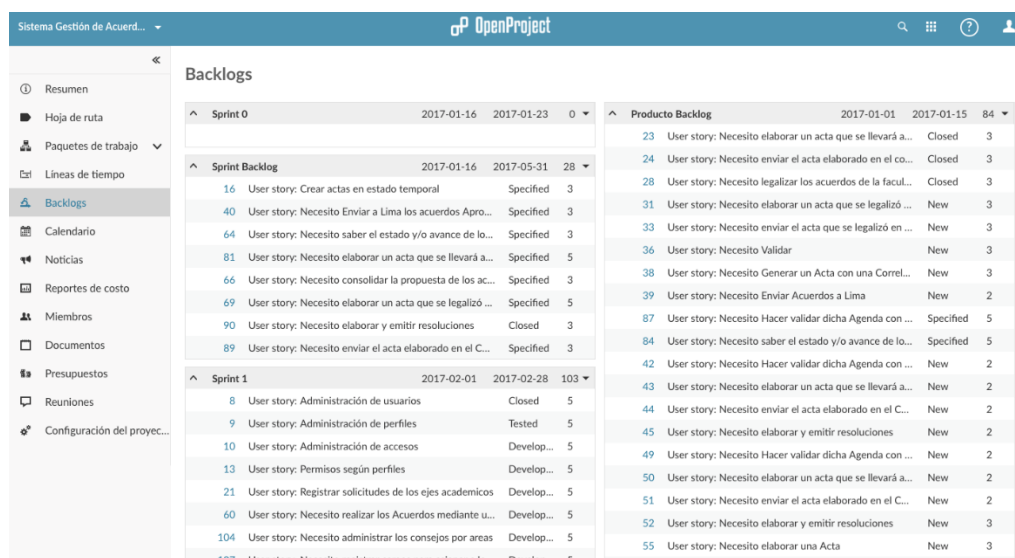 Sistema Gestión de Acuerd...
OpenProject
Resumen
Hoja de ruta
Paquetes de trabajo
Líneas de tiempo
Backlogs
Calendario
Noticias
Reportes de costo
Miembros
Documentos
Presupuestos
Reuniones
Configuración del proyec...
Backlogs
Sprint 0 2017-01-16 2017-01-23 0
Sprint Backlog 2017-01-16 2017-05-31 28
16 User story: Crear actas en estado temporal Specified 3
40 User story: Necesito Enviar a Lima los acuerdos Apro... Specified 3
64 User story: Necesito saber el estado y/o avance de lo... Specified 3
81 User story: Necesito elaborar un acta que se llevará a... Specified 5
66 User story: Necesito consolidar la propuesta de los ac... Specified 3
69 User story: Necesito elaborar un acta que se legalizó ... Specified 5
90 User story: Necesito elaborar y emitir resoluciones Closed 3
89 User story: Necesito enviar el acta elaborado en el C... Specified 3
Sprint 1 2017-02-01 2017-02-28 103
8 User story: Administración de usuarios Closed 5
9 User story: Administración de perfiles Tested 5
10 User story: Administración de accesos Develop... 5
13 User story: Permisos según perfiles Develop... 5
21 User story: Registrar solicitudes de los ejes academicos Develop... 5
60 User story: Necesito realizar los Acuerdos mediante u... Develop... 5
104 User story: Necesito administrar los consejos por areas Develop... 5
Producto Backlog 2017-01-01 2017-01-15 84
23 User story: Necesito elaborar un acta que se llevará a... Closed 3
24 User story: Necesito enviar el acta elaborado en el co... Closed 3
28 User story: Necesito legalizar los acuerdos de la facul... Closed 3
31 User story: Necesito elaborar un acta que se legalizó ... New 3
33 User story: Necesito enviar el acta que se legalizó en ... New 3
36 User story: Necesito Validar New 3
38 User story: Necesito Generar un Acta con una Correl... New 3
39 User story: Necesito Enviar Acuerdos a Lima New 2
87 User story: Necesito Hacer validar dicha Agenda con ... Specified 5
84 User story: Necesito saber el estado y/o avance de lo... Specified 5
42 User story: Necesito Hacer validar dicha Agenda con ... New 2
43 User story: Necesito elaborar un acta que se llevará a... New 2
44 User story: Necesito enviar el acta elaborado en el C... New 2
45 User story: Necesito elaborar y emitir resoluciones New 2
49 User story: Necesito Hacer validar dicha Agenda con ... New 2
50 User story: Necesito elaborar un acta que se llevará a... New 2
51 User story: Necesito enviar el acta elaborado en el C... New 2
52 User story: Necesito elaborar y emitir resoluciones New 3
55 User story: Necesito elaborar una Acta New 3